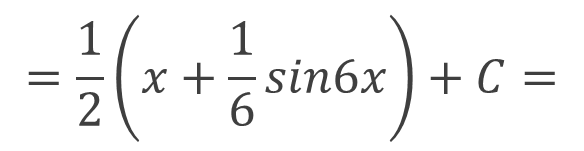 = 1/2 (x + 1/6 sin6x) + C =